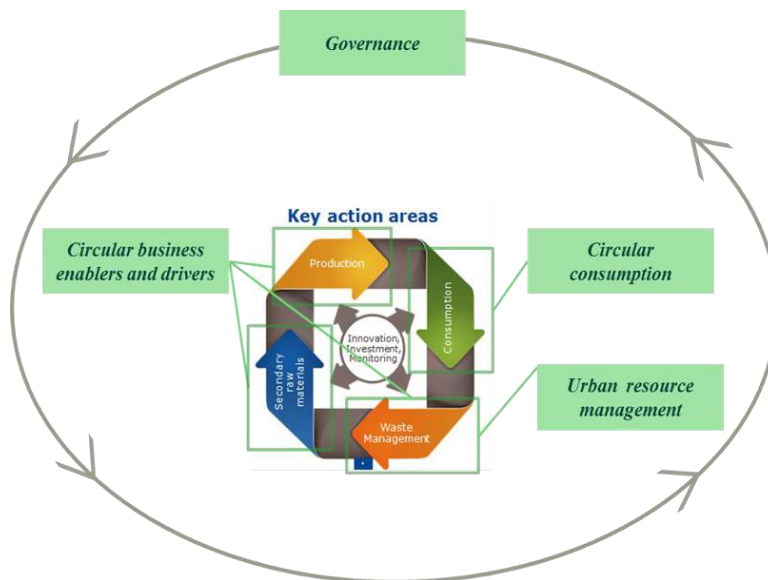 Governance
Key action areas
Circular business
enablers and drivers
Production
Circular
consumption
Consumption
Innovation,
Investment,
Monitoring
Secondary
raw
materials
Urban resource
management
Waste
Management